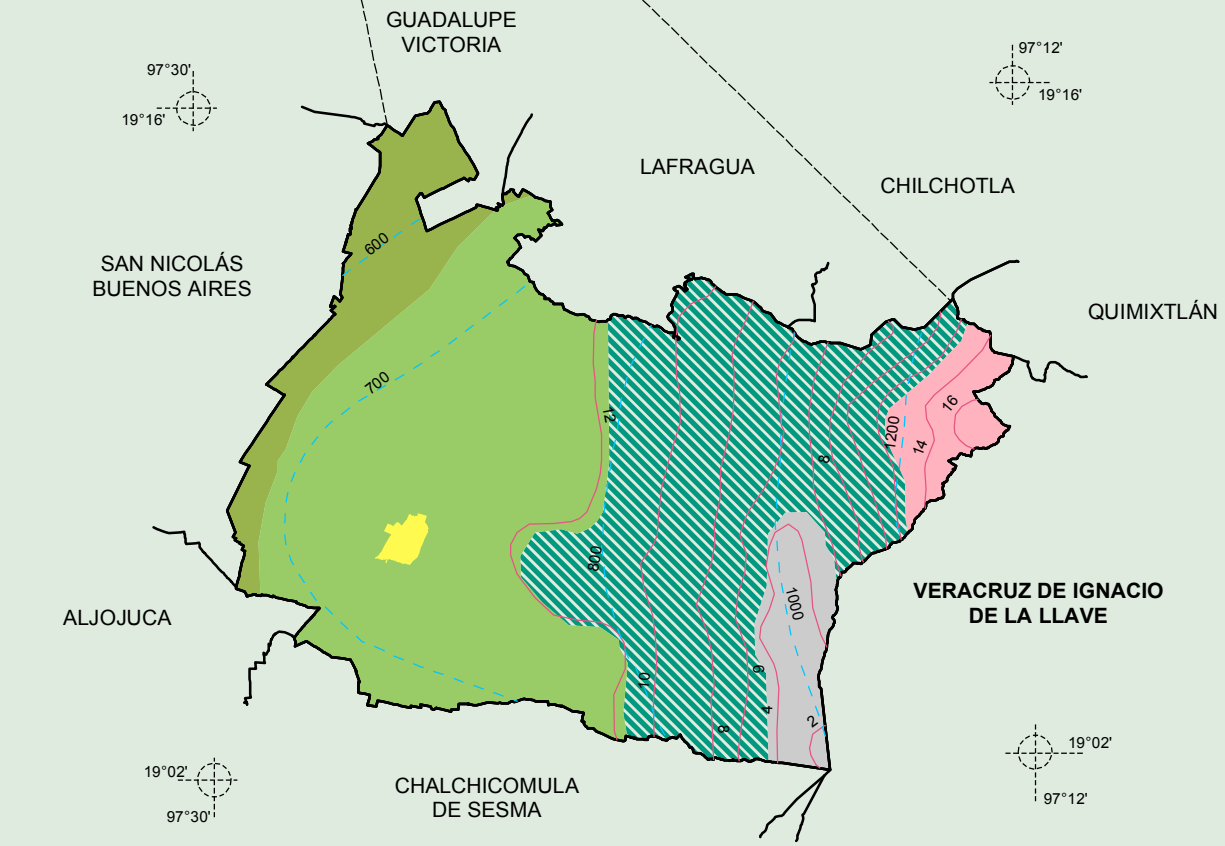 GUADALUPE
VICTORIA
97°30'
19°16'
97°12'
19°16'
LAFRAGUA
CHILCHOTLA
SAN NICOLÁS
BUENOS AIRES
600
QUIMIXTLÁN
700
12
16
1200
14
8
800
1000
ALJOJUCA
VERACRUZ DE IGNACIO
DE LA LLAVE
10
6
4
2
8
19°02'
97°30'
CHALCHICOMULA
DE SESMA
19°02'
97°12'